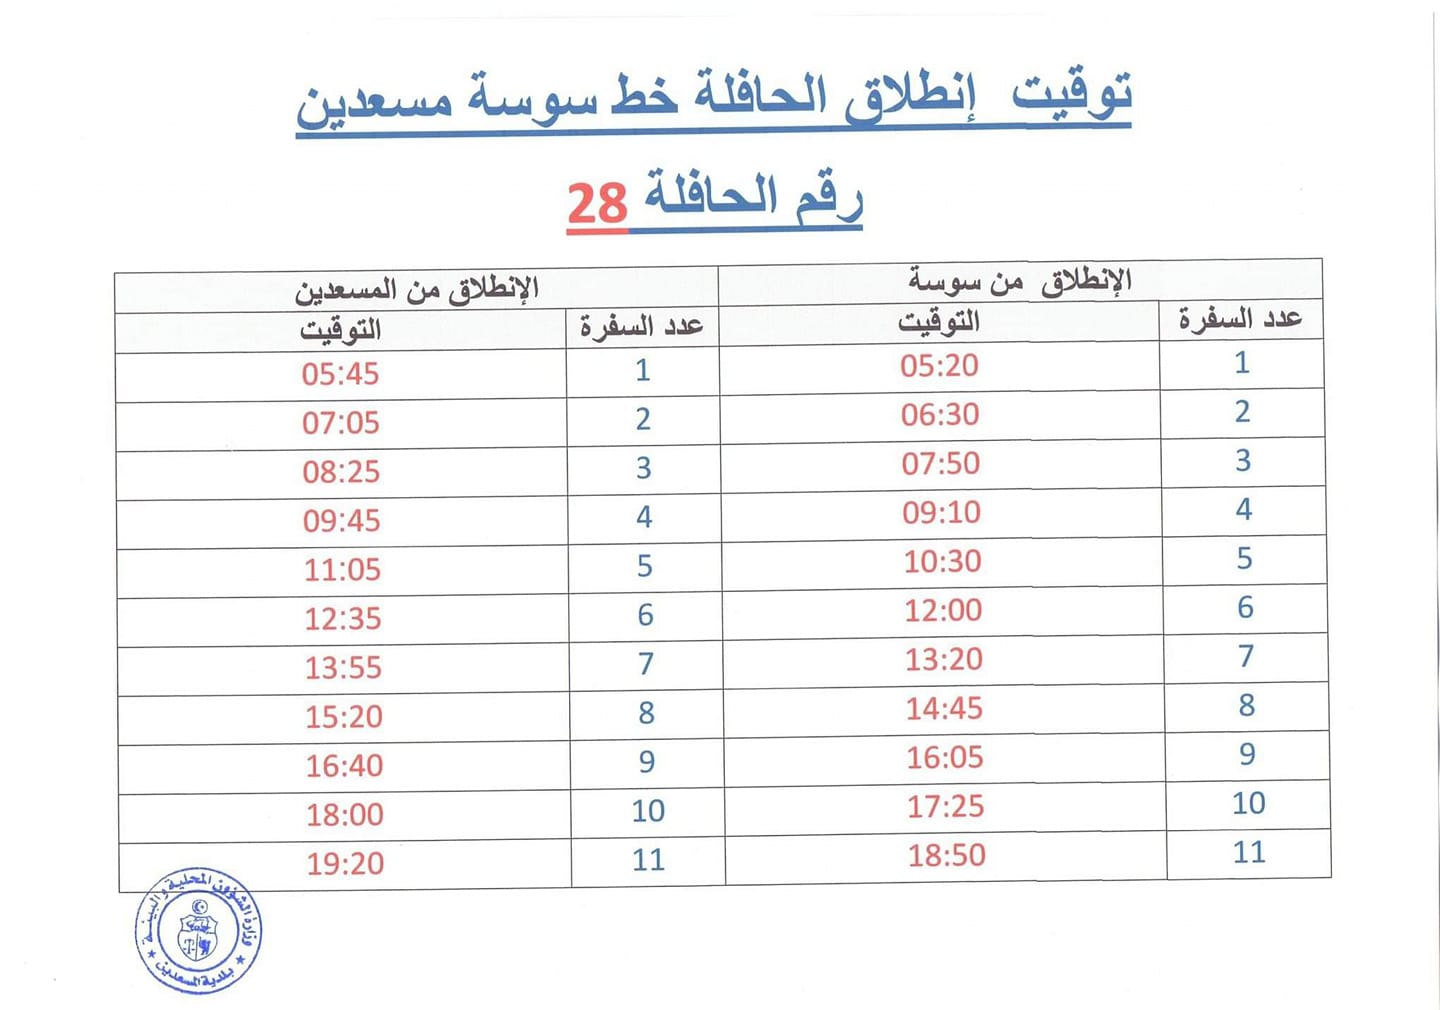 توقيت إنطلاق الحافلة خط سوسة مسعدين
رقم الحافلة 28
الإنطلاق من سوسة الإنطلاق من المسعدين
عدد السفرة التوقيت عدد السفرة التوقيت
1 05:20 1 05:45
2 06:30 2 07:05
3 07:50 3 08:25
4 09:10 4 09:45
5 10:30 5 11:05
6 12:00 6 12:35
7 13:20 7 13:55
8 14:45 8 15:20
9 16:05 9 16:40
10 17:25 10 18:00
11 18:50 11 19:20
وزارة الشؤون المحلية والبيئة
بلدية المسعدين